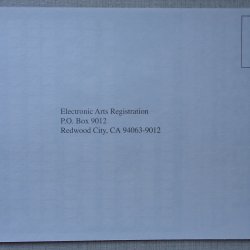 Electronic Arts Registration
P.O. Box 9012
Redwood City, CA 94063-9012